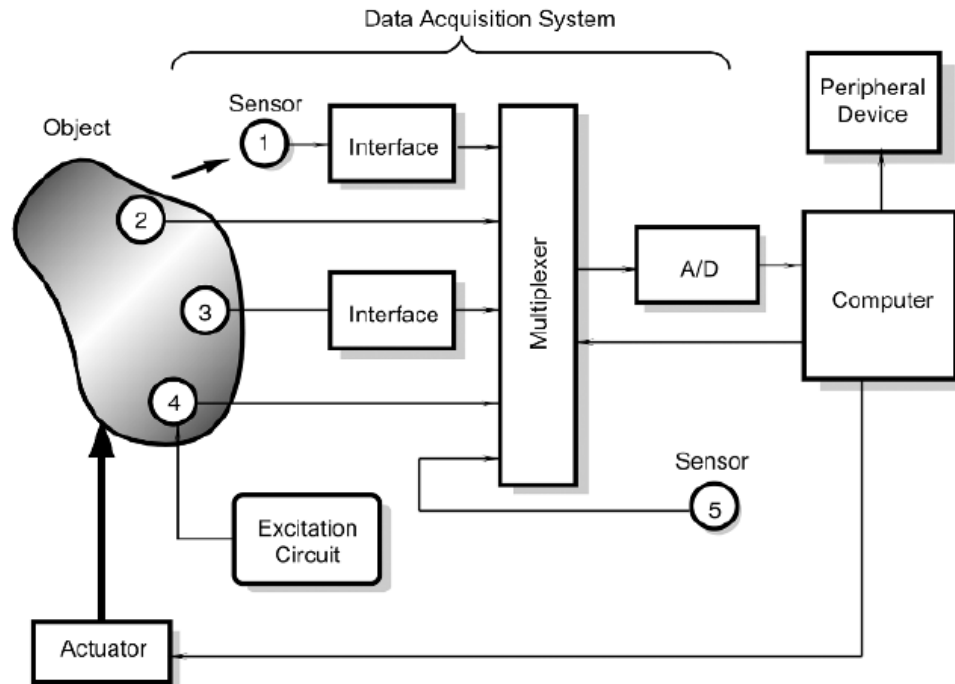 Data Acquisition System
Peripheral
Device
Sensor
Object
1
Interface
2
Multiplexer
A/D
Computer
3
Interface
4
Sensor
5
Excitation
Circuit
Actuator